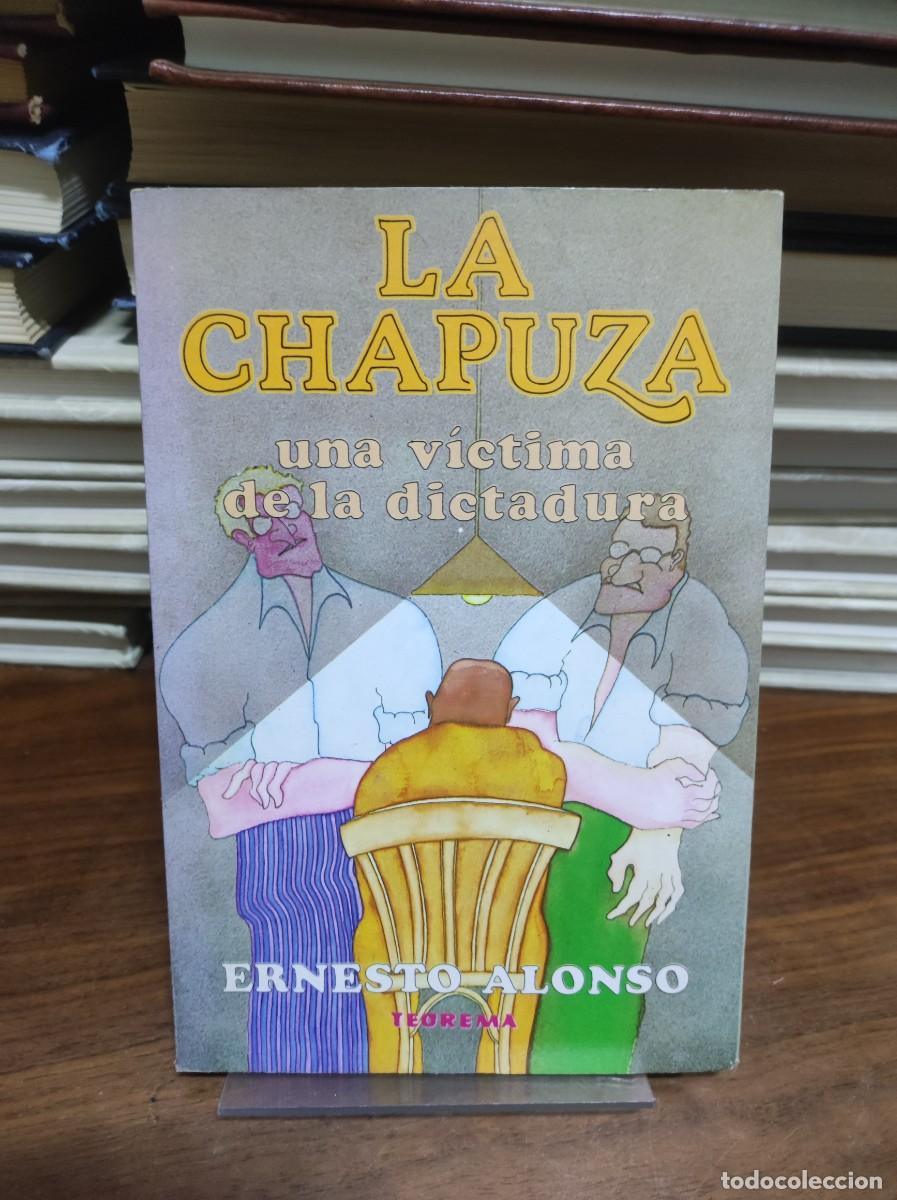 LA
CHAPUZA
una víctima
de la dictadura
ERNESTO ALONSO
TEOREMA
todocoleccion